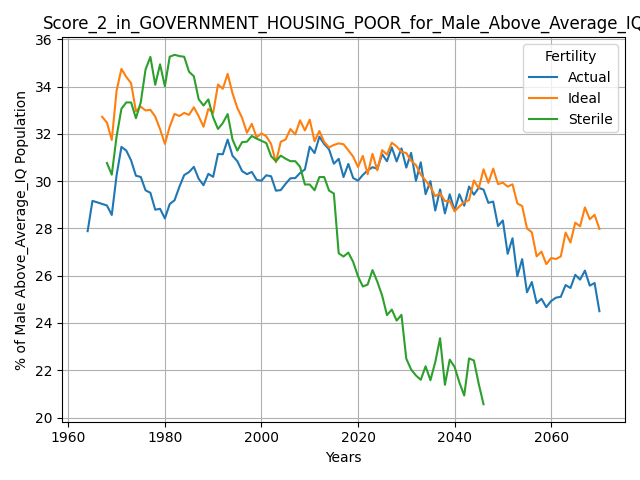 Score_2_in_GOVERNMENT_HOUSING_POOR_for_Male_Above_Average_IQ
36
34
32
30
28
26
24
22
20
% of Male Above_Average_IQ Population
Fertility
Actual
Ideal
Sterile
1960
1980
2000
2020
2040
2060
Years